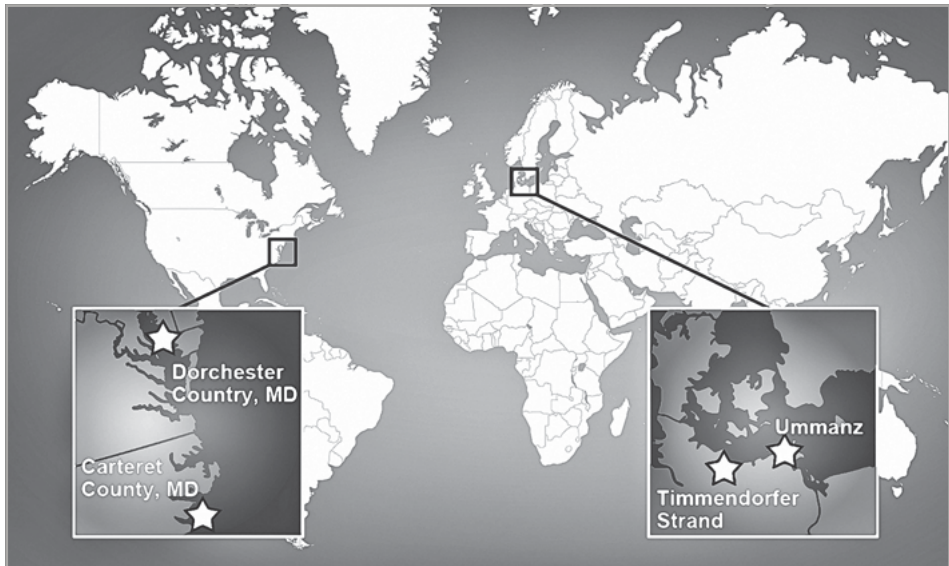 Dorchester
Country, MD
Carteret
County, MD
Ummanz
Timmendorfer
Strand